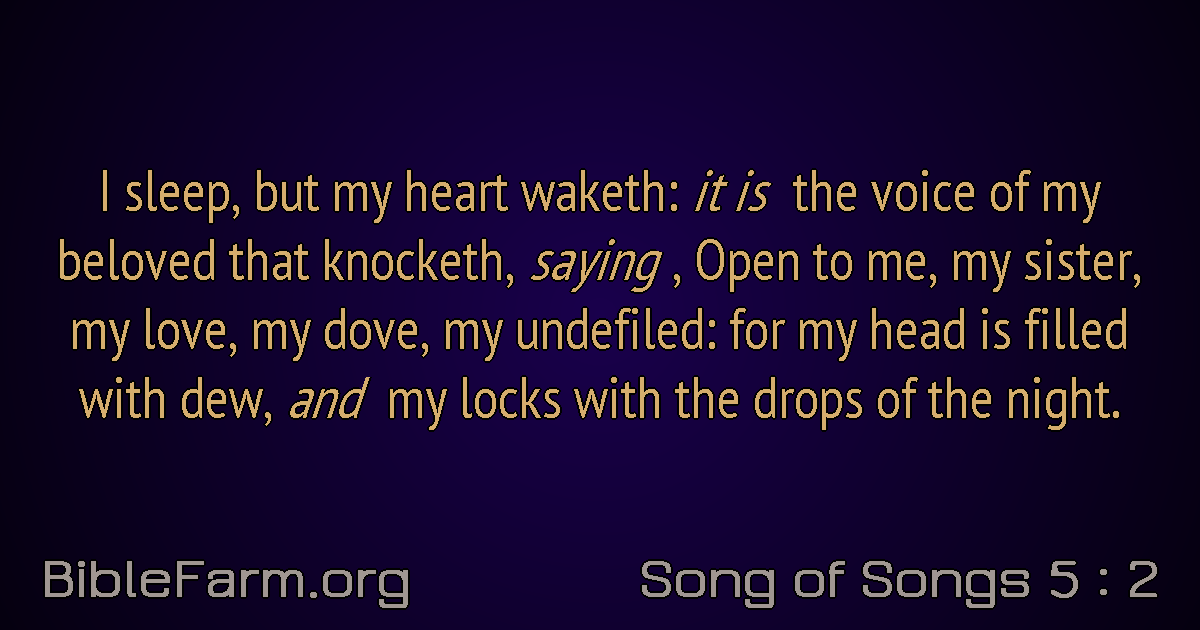 I sleep, but my heart waketh: it is the voice of my
beloved that knocketh, saying , Open to me, my sister,
my love, my dove, my undefiled: for my head is filled
with dew, and my locks with the drops of the night.
BibleFarm.org
Song of Songs 5 : 2